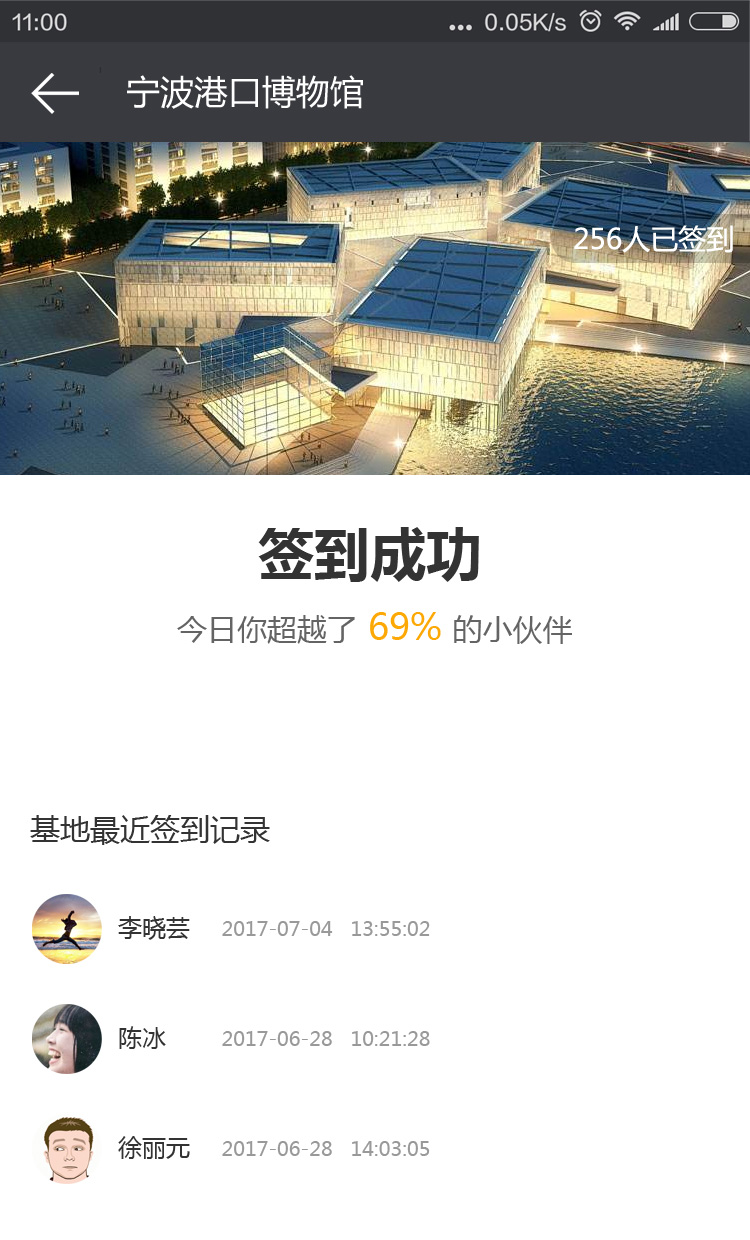 11:00 ... 0.05K/s
宁波港口博物馆
256人已签到
签到成功
今日你超越了 69% 的小伙伴
基地最近签到记录
李晓芸 2017-07-04 13:55:02
陈冰 2017-06-28 10:21:28
徐丽元 2017-06-28 14:03:05